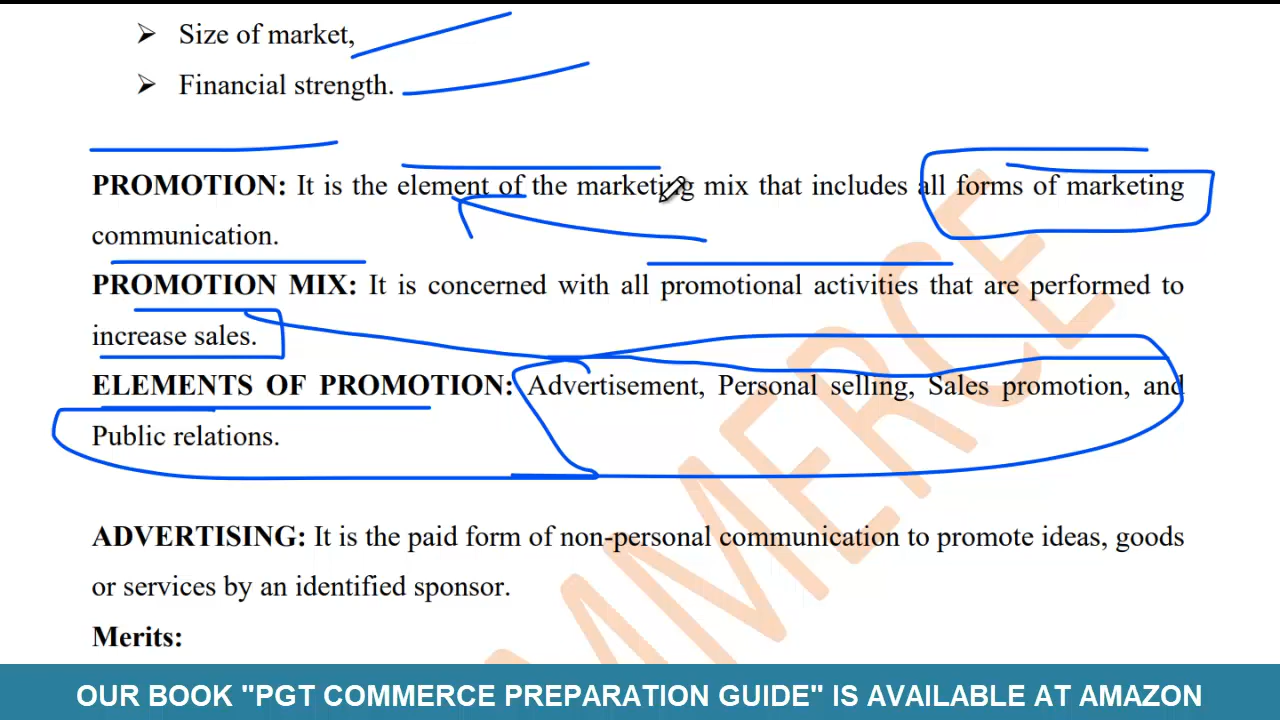 Size of market,
Financial strength.
PROMOTION: It is the element of the marketing mix that includes all forms of marketing
communication.
PROMOTION MIX: It is concerned with all promotional activities that are performed to
increase sales.
ELEMENTS OF PROMOTION: Advertisement, Personal selling, Sales promotion, and
Public relations.
ADVERTISING: It is the paid form of non-personal communication to promote ideas, goods
or services by an identified sponsor.
Merits:
OUR BOOK "PGT COMMERCE PREPARATION GUIDE" IS AVAILABLE AT AMAZON